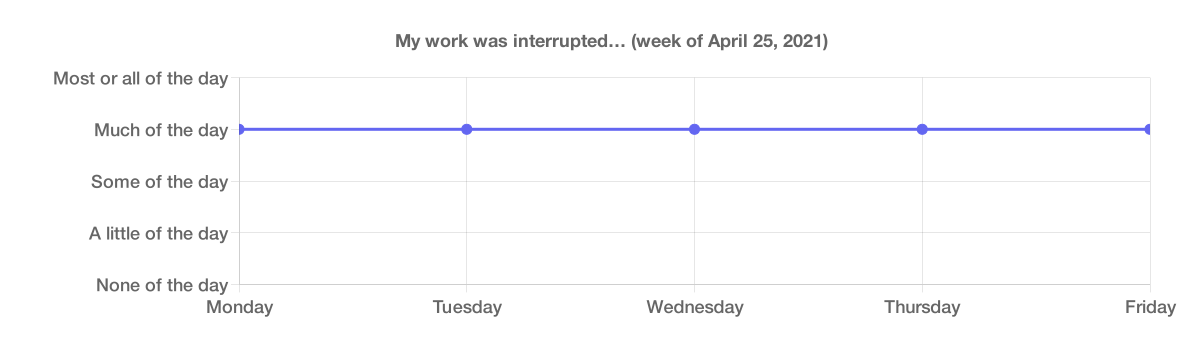 My work was interrupted... (week of April 25, 2021)
Most or all of the day
Much of the day
Some of the day
A little of the day
None of the day
Monday Tuesday Wednesday Thursday Friday